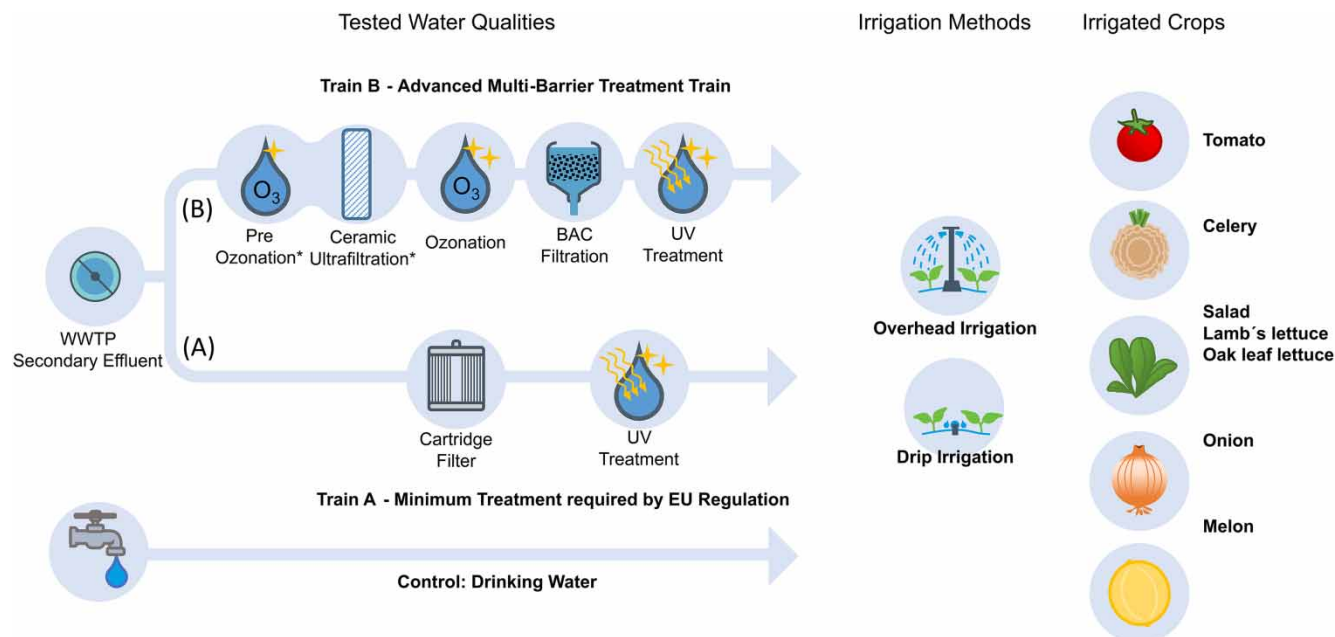 Tested Water Qualities
Irrigation Methods
Irrigated Crops
Train B - Advanced Multi-Barrier Treatment Train
(B)
O3
O3
Pre
Ozonation*
Ceramic
Ultrafiltration*
Ozonation
BAC
Filtration
UV
Treatment
WWTP
Secondary Effluent
(A)
Cartridge
Filter
UV
Treatment
Train A - Minimum Treatment required by EU Regulation
Control: Drinking Water
Overhead Irrigation
Drip Irrigation
Tomato
Celery
Salad
Lamb´s lettuce
Oak leaf lettuce
Onion
Melon